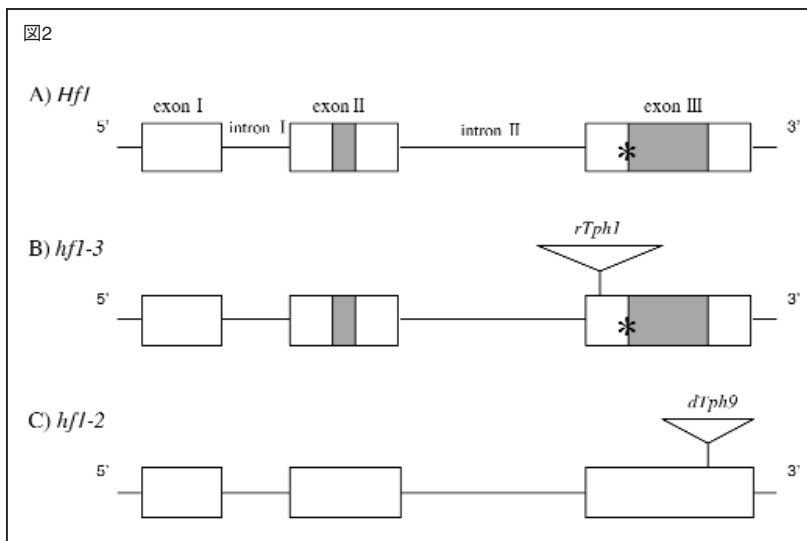 図2
A) Hf1
exon I
exon II
exon III
5’
intron I
intron II
3’
*
rTph1
B) hf1-3
5’
3’
*
dTph9
C) hf1-2
5’
3’